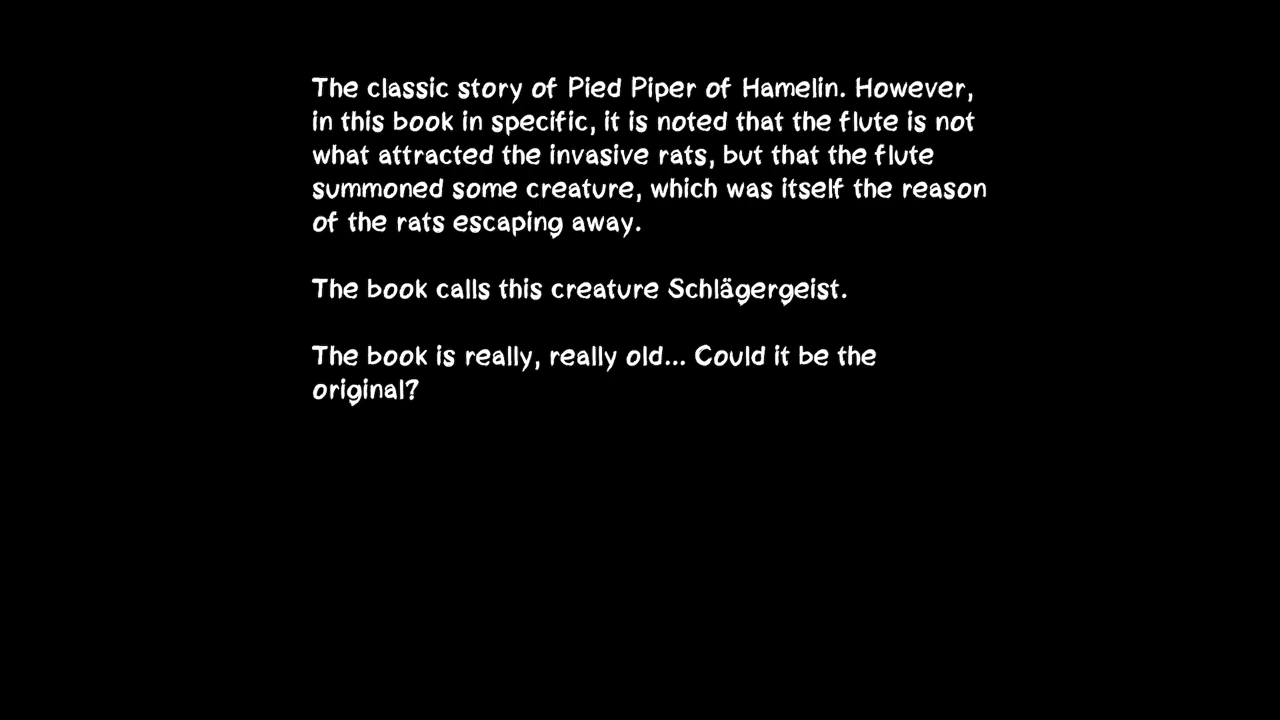 The classic story of Pied Piper of Hamelin. However,
in this book in specific, it is noted that the flute is not
what attracted the invasive rats, but that the flute
summoned some creature, which was itself the reason
of the rats escaping away.
The book calls this creature Schlägergeist.
The book is really, really old... Could it be the
original?